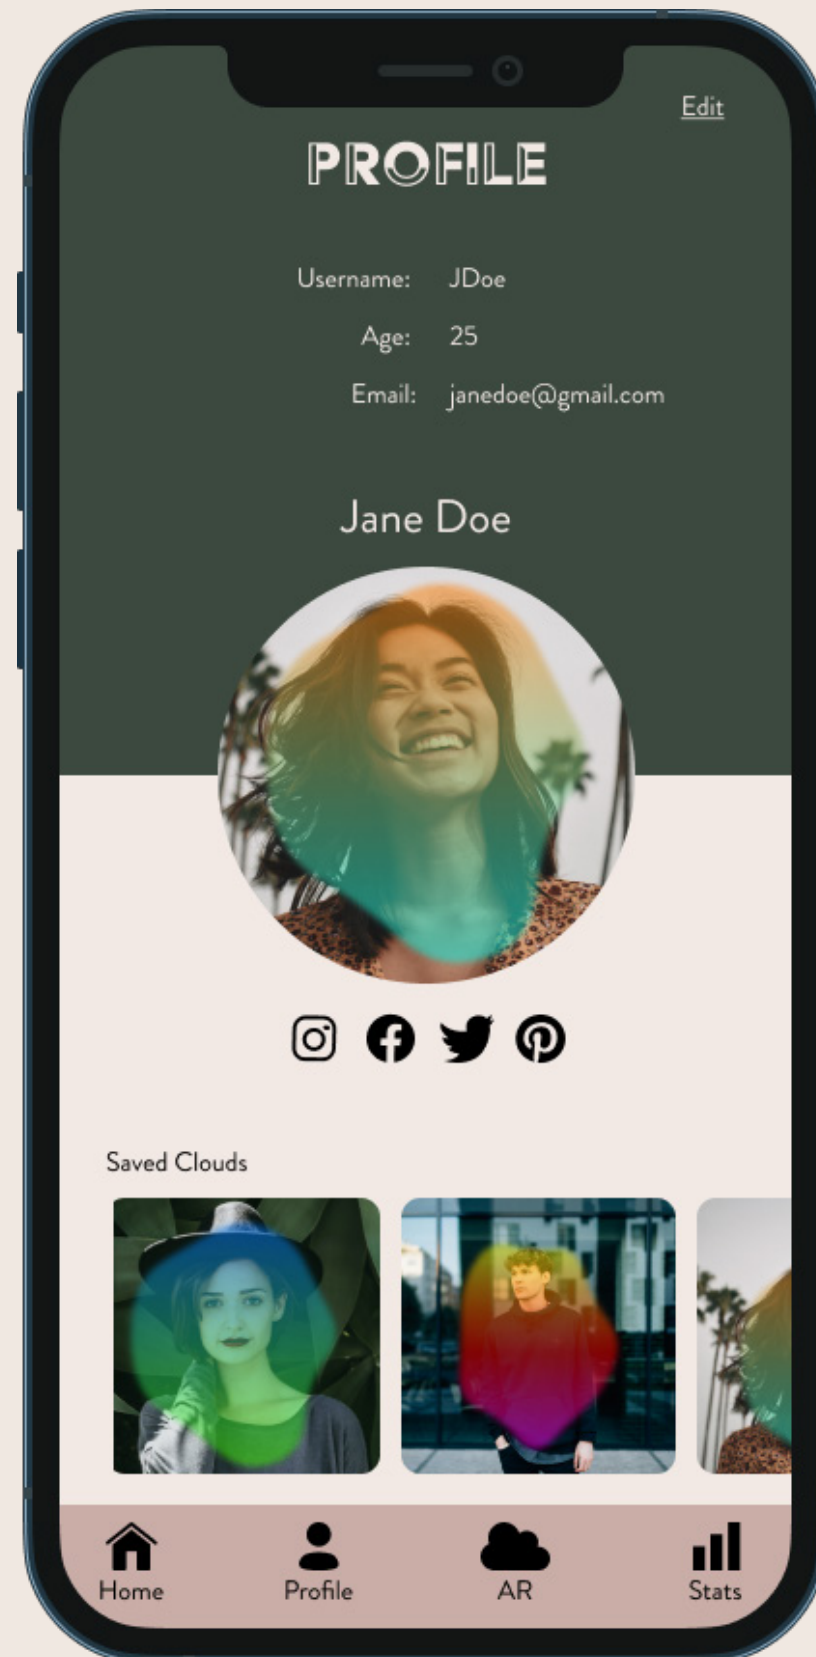 Edit
PROFILE
Username: JDoe
Age: 25
Email: janedoe@gmail.com
Jane Doe
Saved Clouds
Home Profile AR Stats